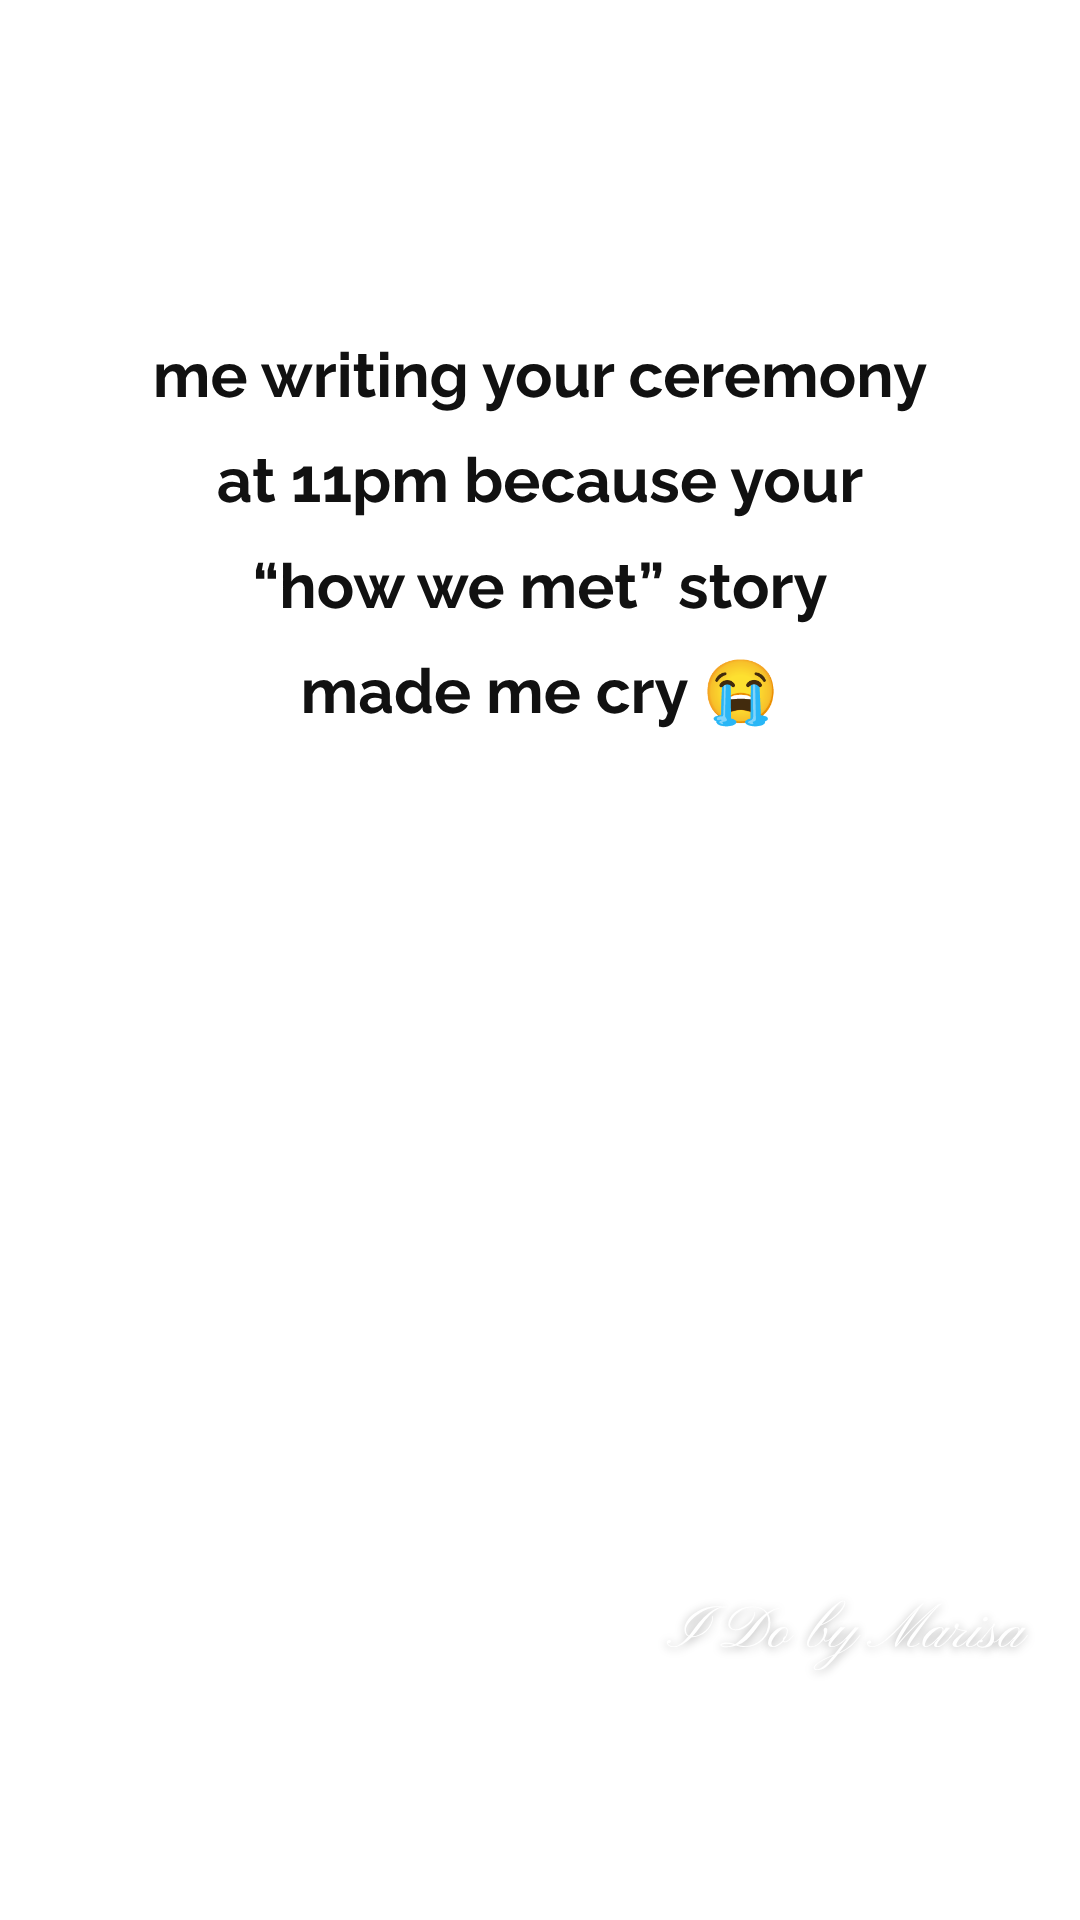 me writing your ceremony
at 11pm because your
“how we met” story
made me cry 😭
I Do by Marisa